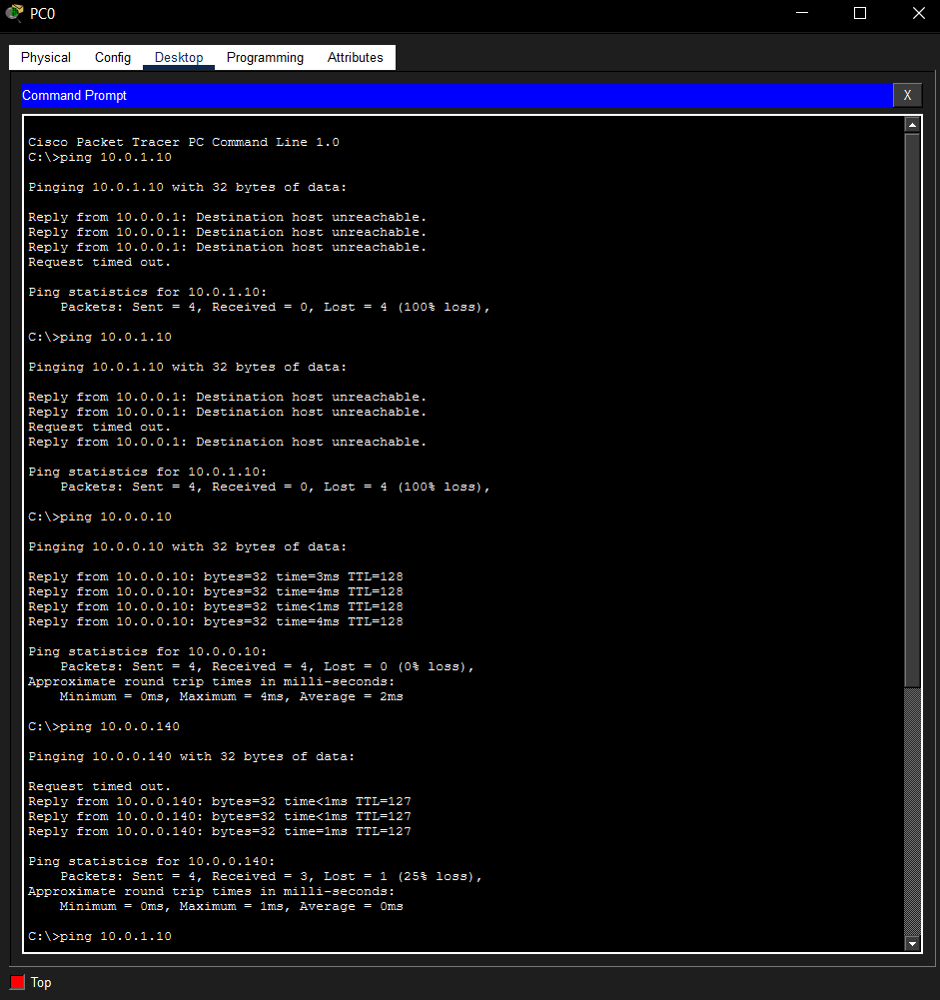 PC0
Physical Config Desktop Programming Attributes
Command Prompt X
Cisco Packet Tracer PC Command Line 1.0
C:\>ping 10.0.1.10
Pinging 10.0.1.10 with 32 bytes of data:
Reply from 10.0.0.1: Destination host unreachable.
Reply from 10.0.0.1: Destination host unreachable.
Reply from 10.0.0.1: Destination host unreachable.
Request timed out.
Ping statistics for 10.0.1.10:
    Packets: Sent = 4, Received = 0, Lost = 4 (100% loss),
C:\>ping 10.0.1.10
Pinging 10.0.1.10 with 32 bytes of data:
Reply from 10.0.0.1: Destination host unreachable.
Reply from 10.0.0.1: Destination host unreachable.
Request timed out.
Reply from 10.0.0.1: Destination host unreachable.
Ping statistics for 10.0.1.10:
    Packets: Sent = 4, Received = 0, Lost = 4 (100% loss),
C:\>ping 10.0.0.10
Pinging 10.0.0.10 with 32 bytes of data:
Reply from 10.0.0.10: bytes=32 time=3ms TTL=128
Reply from 10.0.0.10: bytes=32 time=4ms TTL=128
Reply from 10.0.0.10: bytes=32 time<1ms TTL=128
Reply from 10.0.0.10: bytes=32 time=4ms TTL=128
Ping statistics for 10.0.0.10:
    Packets: Sent = 4, Received = 4, Lost = 0 (0% loss),
Approximate round trip times in milli-seconds:
    Minimum = 0ms, Maximum = 4ms, Average = 2ms
C:\>ping 10.0.0.140
Pinging 10.0.0.140 with 32 bytes of data:
Request timed out.
Reply from 10.0.0.140: bytes=32 time<1ms TTL=127
Reply from 10.0.0.140: bytes=32 time<1ms TTL=127
Reply from 10.0.0.140: bytes=32 time=1ms TTL=127
Ping statistics for 10.0.0.140:
    Packets: Sent = 4, Received = 3, Lost = 1 (25% loss),
Approximate round trip times in milli-seconds:
    Minimum = 0ms, Maximum = 1ms, Average = 0ms
C:\>ping 10.0.1.10
Top